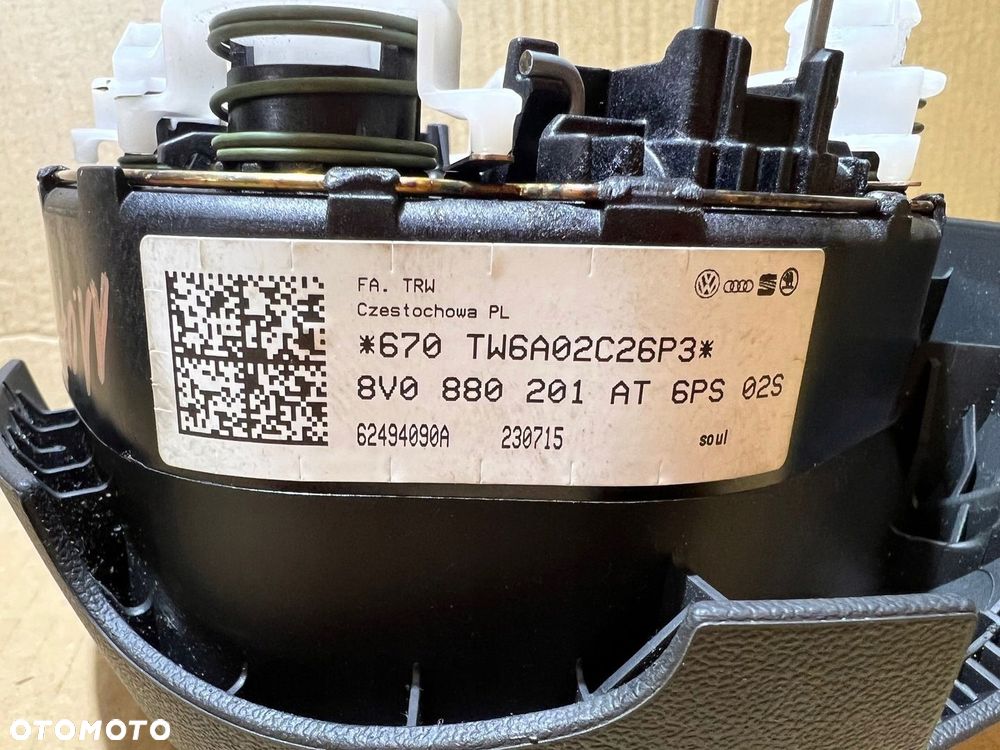 FA. TRW
Czestochowa PL
*670 TW6A02C26P3*
8V0 880 201 AT 6PS 02S
62494090A 230715 soul
OTOMOTO